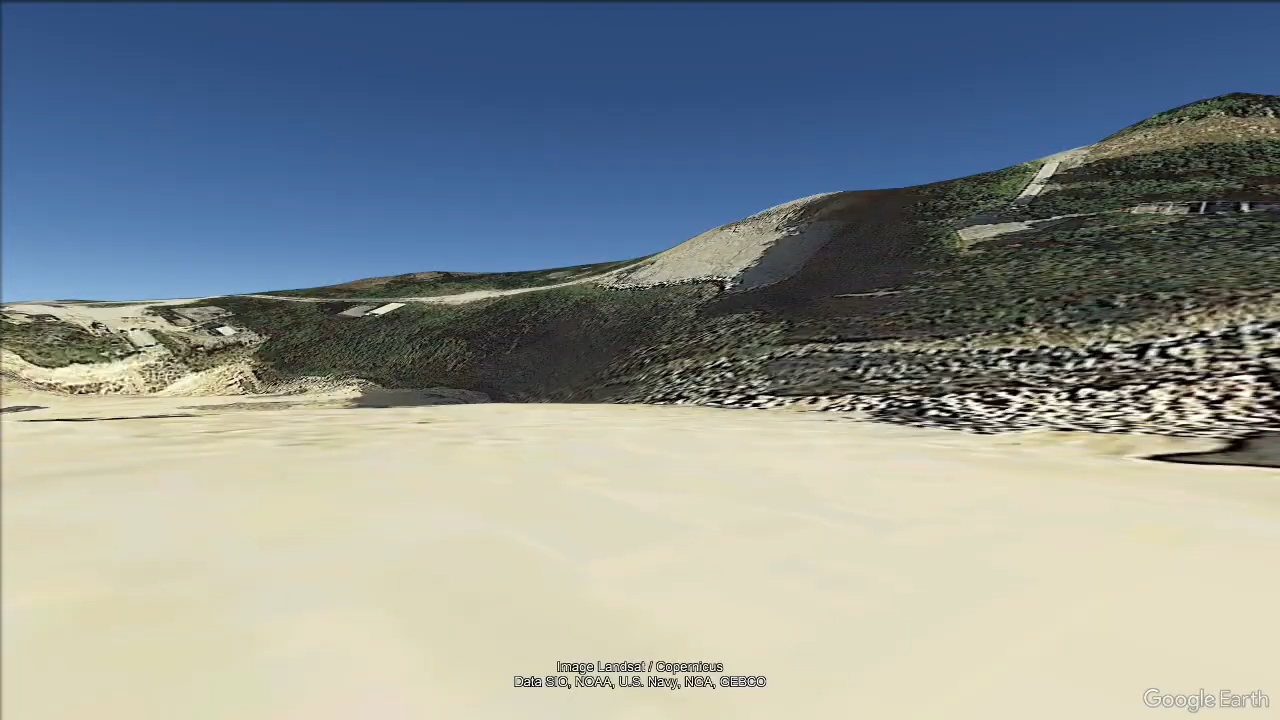 Image Landsat / Copernicus
Data SIO, NOAA, U.S. Navy, NGA, GEBCO
Google Earth